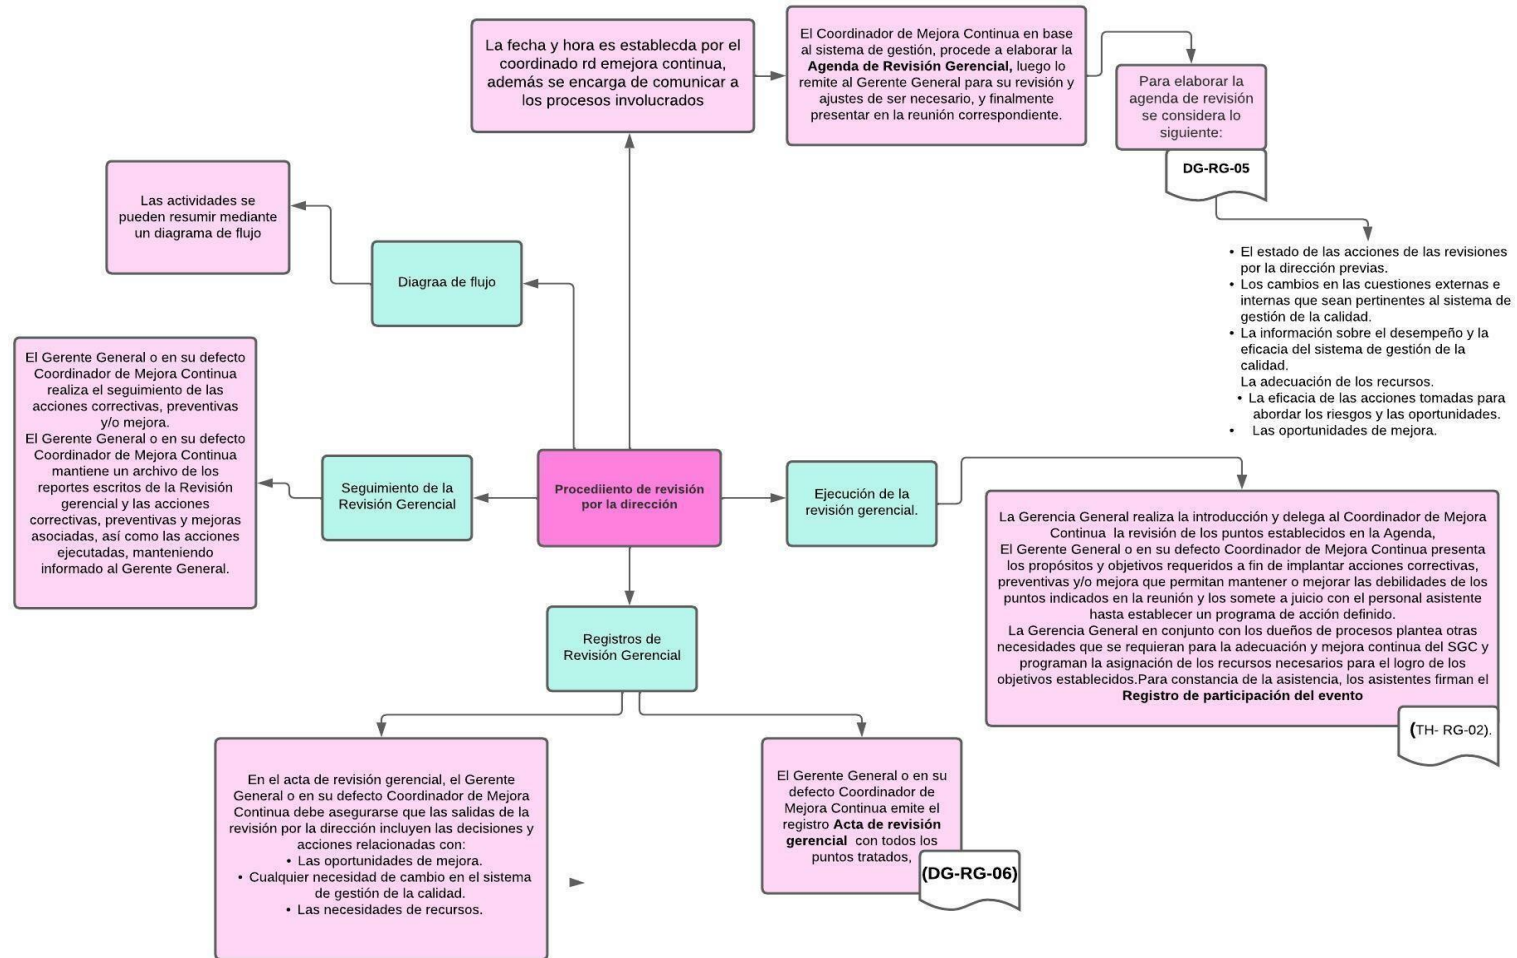 La fecha y hora es establecda por el
coordinado rd emejora continua,
además se encarga de comunicar a
los procesos involucrados
El Coordinador de Mejora Continua en base
al sistema de gestión, procede a elaborar la
Agenda de Revisión Gerencial, luego lo
remite al Gerente General para su revisión y
ajustes de ser necesario, y finalmente
presentar en la reunión correspondiente.
Para elaborar la
agenda de revisión
se considera lo
siguiente:
DG-RG-05
• El estado de las acciones de las revisiones
por la dirección previas.
• Los cambios en las cuestiones externas e
internas que sean pertinentes al sistema de
gestión de la calidad.
• La información sobre el desempeño y la
eficacia del sistema de gestión de la
calidad.
La adecuación de los recursos.
• La eficacia de las acciones tomadas para
abordar los riesgos y las oportunidades.
• Las oportunidades de mejora.
Las actividades se
pueden resumir mediante
un diagrama de flujo
Diagraa de flujo
El Gerente General o en su defecto
Coordinador de Mejora Continua
realiza el seguimiento de las
acciones correctivas, preventivas
y/o mejora.
El Gerente General o en su defecto
Coordinador de Mejora Continua
mantiene un archivo de los
reportes escritos de la Revisión
gerencial y las acciones
correctivas, preventivas y mejoras
asociadas, así como las acciones
ejecutadas, manteniendo
informado al Gerente General.
Seguimiento de la
Revisión Gerencial
Procediiento de revisión
por la dirección
Ejecución de la
revisión gerencial.
La Gerencia General realiza la introducción y delega al Coordinador de Mejora
Continua la revisión de los puntos establecidos en la Agenda,
El Gerente General o en su defecto Coordinador de Mejora Continua presenta
los propósitos y objetivos requeridos a fin de implantar acciones correctivas,
preventivas y/o mejora que permitan mantener o mejorar las debilidades de los
puntos indicados en la reunión y los somete a juicio con el personal asistente
hasta establecer un programa de acción definido.
La Gerencia General en conjunto con los dueños de procesos plantea otras
necesidades que se requieran para la adecuación y mejora continua del SGC y
programan la asignación de los recursos necesarios para el logro de los
objetivos establecidos.Para constancia de la asistencia, los asistentes firman el
Registro de participación del evento
(TH- RG-02).
Registros de
Revisión Gerencial
En el acta de revisión gerencial, el Gerente
General o en su defecto Coordinador de Mejora
Continua debe asegurarse que las salidas de la
revisión por la dirección incluyen las decisiones y
acciones relacionadas con:
• Las oportunidades de mejora.
• Cualquier necesidad de cambio en el sistema
de gestión de la calidad.
• Las necesidades de recursos.
El Gerente General o en su
defecto Coordinador de
Mejora Continua emite el
registro Acta de revisión
gerencial con todos los
puntos tratados,
(DG-RG-06)